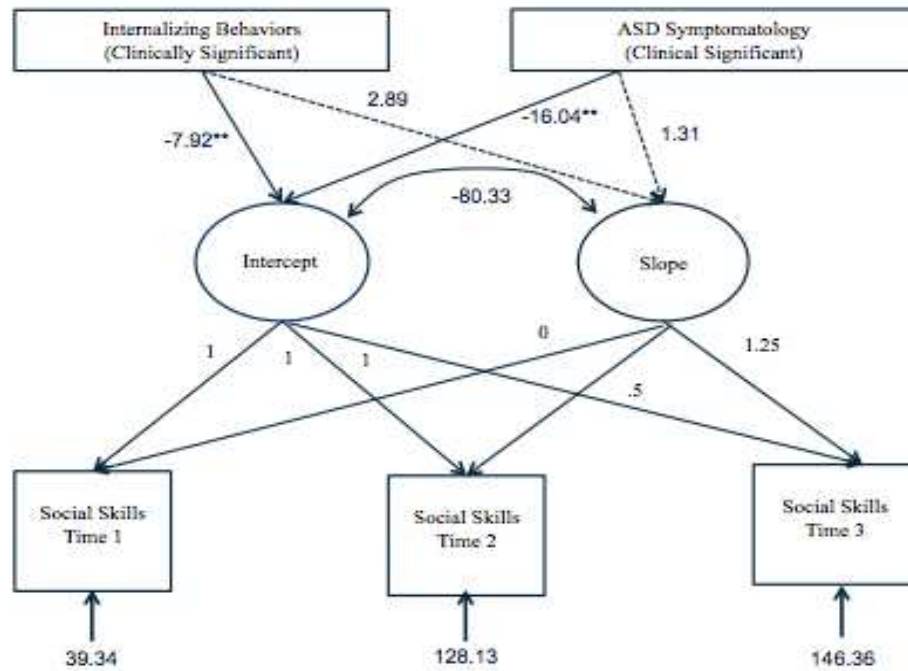 Internalizing Behaviors
(Clinically Significant)
ASD Symptomatology
(Clinical Significant)
2.89
-16.04**
1.31
-7.92**
-80.33
Intercept
Slope
1
1
1
0
1.25
.5
Social Skills
Time 1
Social Skills
Time 2
Social Skills
Time 3
39.34
128.13
146.36